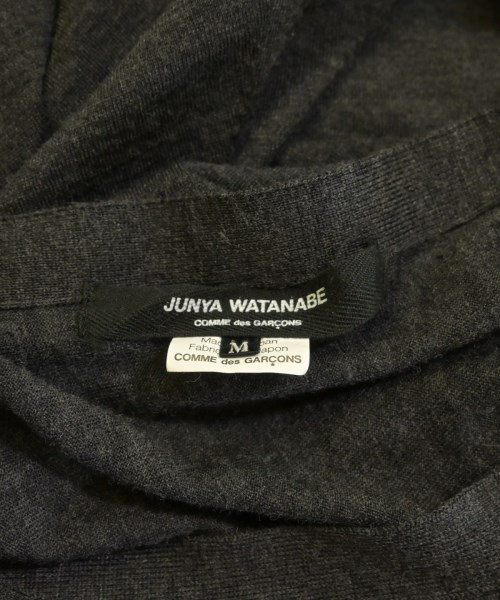 JUNYA WATANABE
COMME des GARÇONS
M
COMME des GARÇONS